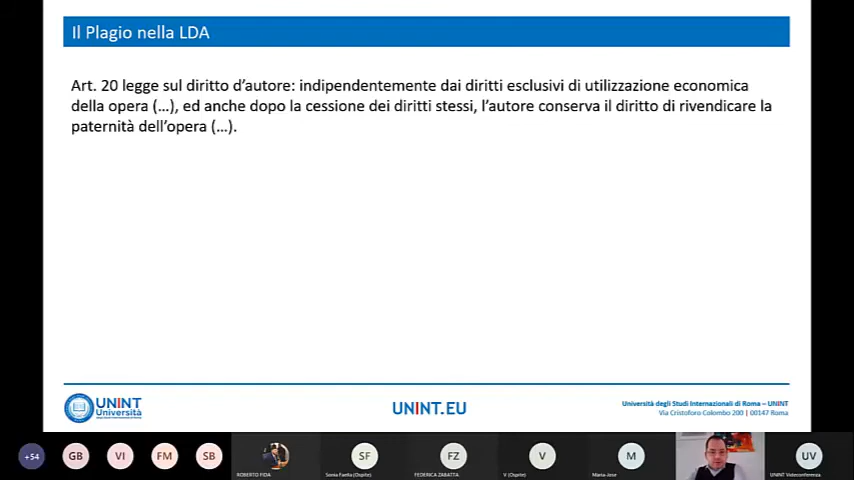 Il Plagio nella LDA
Art. 20 legge sul diritto d'autore: indipendentemente dai diritti esclusivi di utilizzazione economica
della opera (...), ed anche dopo la cessione dei diritti stessi, l'autore conserva il diritto di rivendicare la
paternità dell'opera (...).
UNINT
Università
UNINT.EU
Università degli Studi Internazionali di Roma – UNINT
Via Cristoforo Colombo 200 | 00147 Roma
+54
GB
VI
FM
SB
ROBERTO FIDA
SF
Sonia Faella (Ospite)
FZ
FEDERICA ZABATTA
V
V (Ospite)
M
Maria-Jose
UV
UNINT Videoconferenza